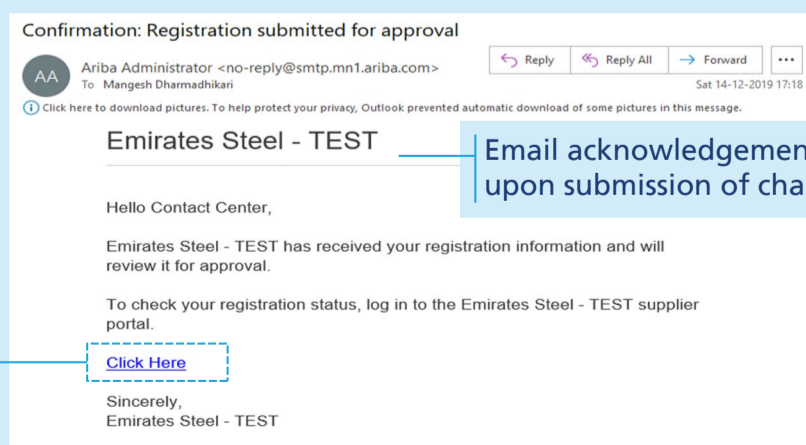 Confirmation: Registration submitted for approval
AA
Ariba Administrator <no-reply@smtp.mn1.ariba.com>
To Mangesh Dharmadhikari
Reply
Reply All
Forward
...
Sat 14-12-2019 17:18
Click here to download pictures. To help protect your privacy, Outlook prevented automatic download of some pictures in this message.
Emirates Steel - TEST
Email acknowledgemen
upon submission of cha
Hello Contact Center,
Emirates Steel - TEST has received your registration information and will
review it for approval.
To check your registration status, log in to the Emirates Steel - TEST supplier
portal.
Click Here
Sincerely,
Emirates Steel - TEST